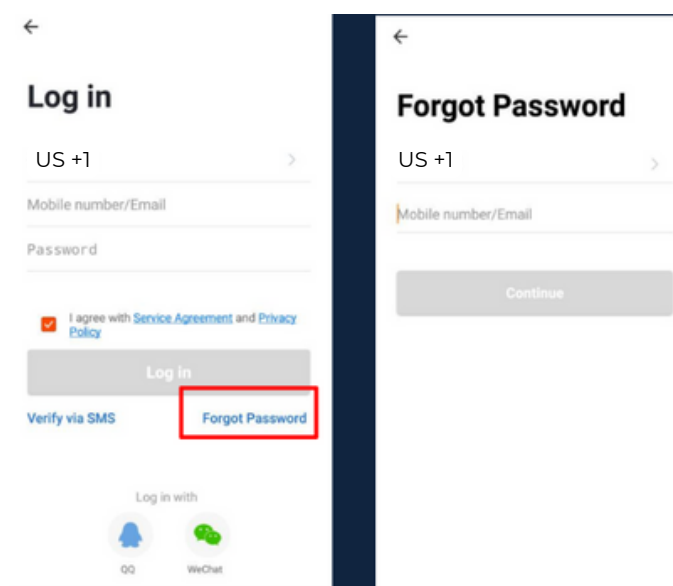 Log in
US +1
Mobile number/Email
Password
I agree with Service Agreement and Privacy
Policy
Log in
Verify via SMS
Forgot Password
Log in with
QQ
WeChat
Forgot Password
US +1
Mobile number/Email
Continue